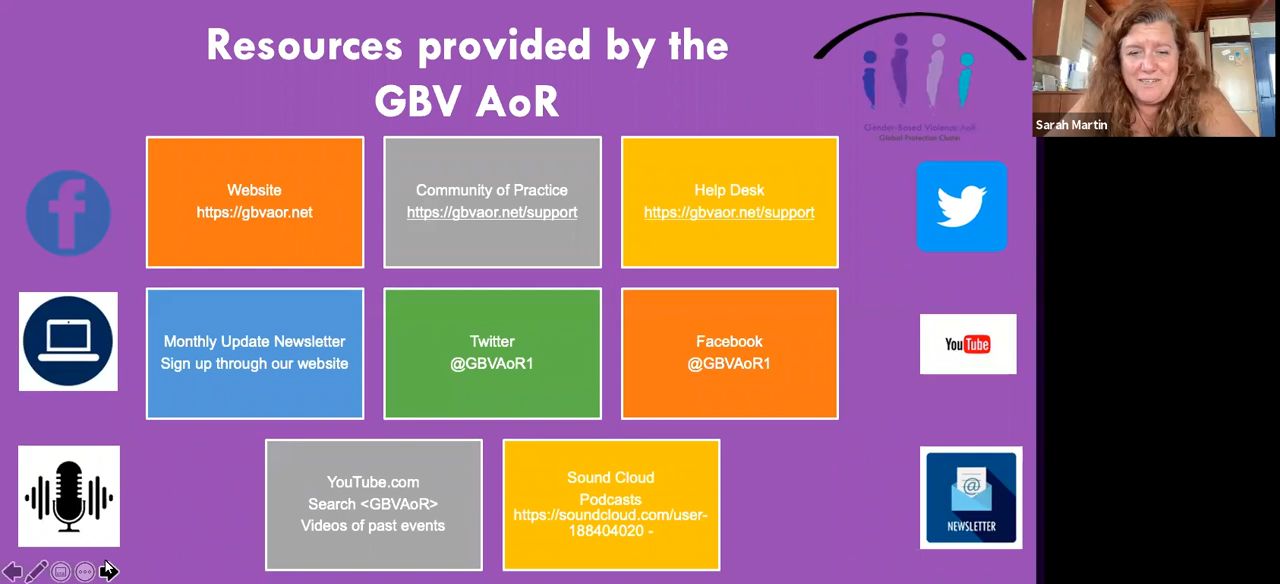 Resources provided by the
GBV AoR
Gender-Based Violence AoR
Global Protection Cluster
Sarah Martin
Website
https://gbvaor.net
Community of Practice
https://gbvaor.net/support
Help Desk
https://gbvaor.net/support
Monthly Update Newsletter
Sign up through our website
Twitter
@GBVAoR1
Facebook
@GBVAoR1
YouTube
YouTube.com
Search <GBVAoR>
Videos of past events
Sound Cloud
Podcasts
https://soundcloud.com/user-
188404020 -
@
NEWSLETTER